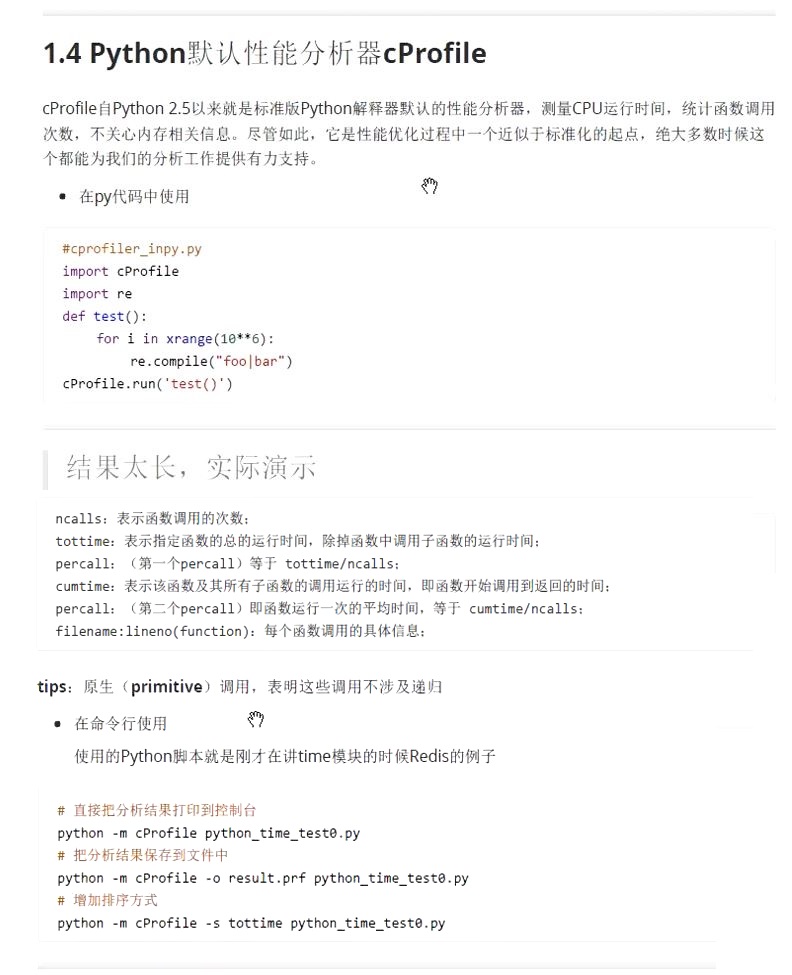 1.4 Python默认性能分析器cProfile
cProfile自Python 2.5以来就是标准版Python解释器默认的性能分析器，测量CPU运行时间，统计函数调用
次数，不关心内存相关信息。尽管如此，它是性能优化过程中一个近似于标准化的起点，绝大多数时候这
个都能为我们的分析工作提供有力支持。
• 在py代码中使用
#cprofiler_inpy.py
import cProfile
import re
def test():
    for i in xrange(10**6):
        re.compile("foo|bar")
cProfile.run('test()')
结果太长，实际演示
ncalls：表示函数调用的次数；
tottime：表示指定函数的总的运行时间，除掉函数中调用子函数的运行时间；
percall：（第一个percall）等于 tottime/ncalls；
cumtime：表示该函数及其所有子函数的调用运行的时间，即函数开始调用到返回的时间；
percall：（第二个percall）即函数运行一次的平均时间，等于 cumtime/ncalls；
filename:lineno(function)：每个函数调用的具体信息；
tips：原生（primitive）调用，表明这些调用不涉及递归
• 在命令行使用
使用的Python脚本就是刚才在讲time模块的时候Redis的例子
# 直接把分析结果打印到控制台
python -m cProfile python_time_test0.py
# 把分析结果保存到文件中
python -m cProfile -o result.prf python_time_test0.py
# 增加排序方式
python -m cProfile -s tottime python_time_test0.py